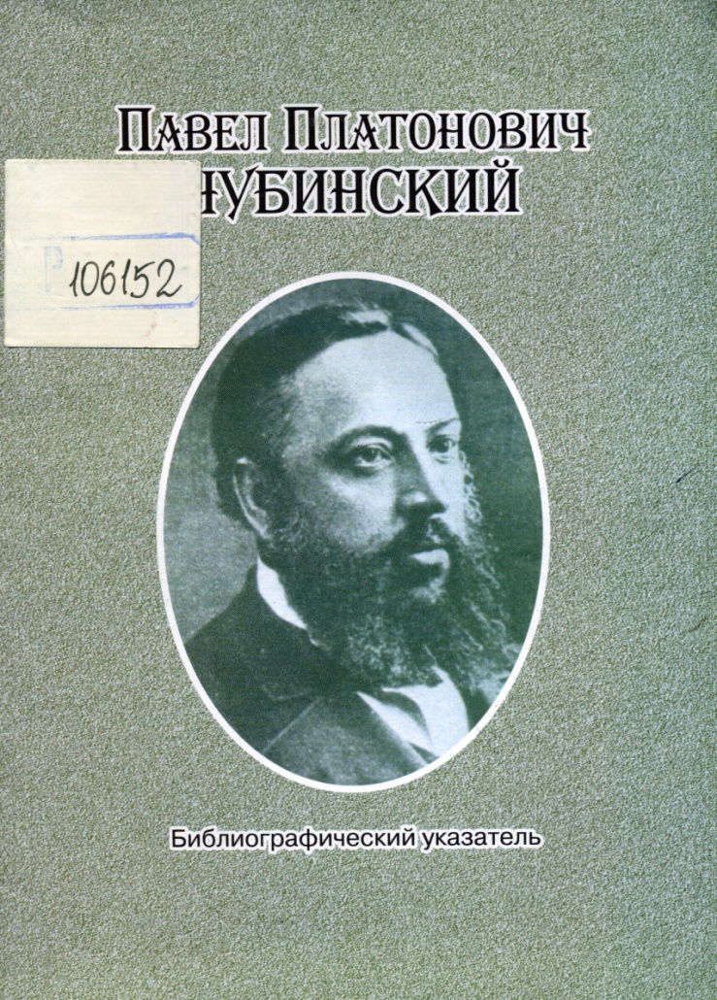 Павел Платонович
ЧУБИНСКИЙ
106152
Библиографический указатель